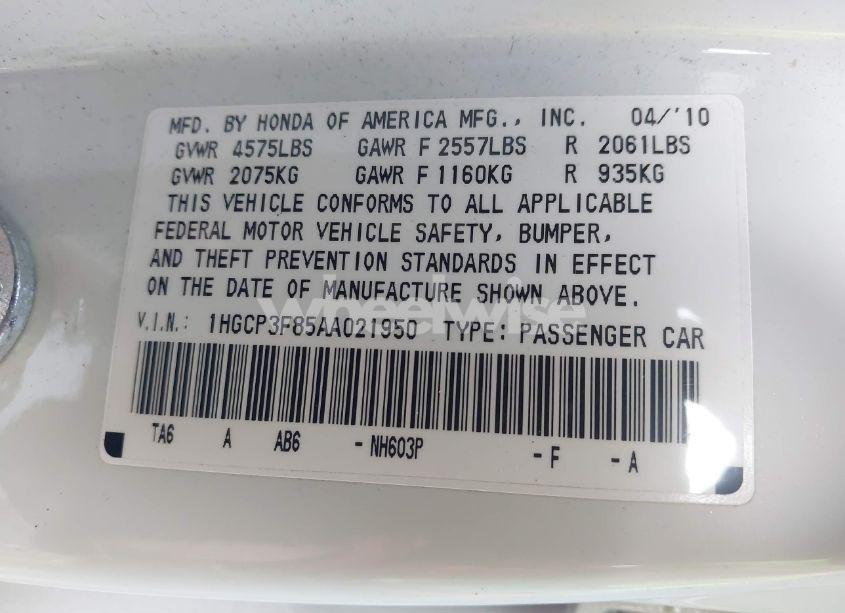 MFD. BY HONDA OF AMERICA MFG., INC. 04/'10
GVWR 4575LBS GAWR F 2557LBS R 2061LBS
GVWR 2075KG GAWR F 1160KG R 935KG
THIS VEHICLE CONFORMS TO ALL APPLICABLE
FEDERAL MOTOR VEHICLE SAFETY, BUMPER,
AND THEFT PREVENTION STANDARDS IN EFFECT
ON THE DATE OF MANUFACTURE SHOWN ABOVE.
Wheelwise
V.I.N.: 1HGCP3F85AA021950 TYPE: PASSENGER CAR
TA6 A AB6 - NH603P - F - A